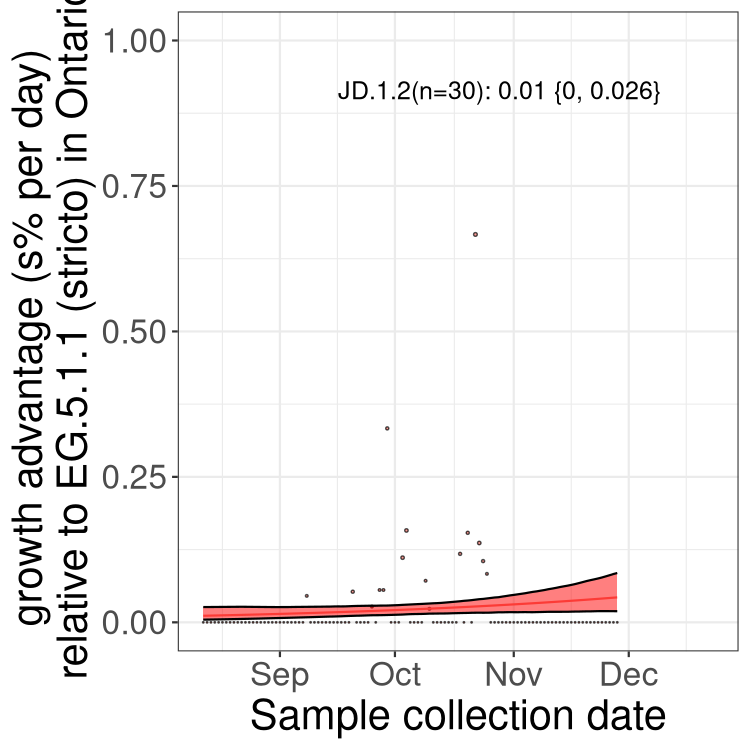 growth advantage (s% per day)
relative to EG.5.1.1 (stricto) in Ontario
1.00
0.75
0.50
0.25
0.00
JD.1.2(n=30): 0.01 {0, 0.026}
Sep Oct Nov Dec
Sample collection date